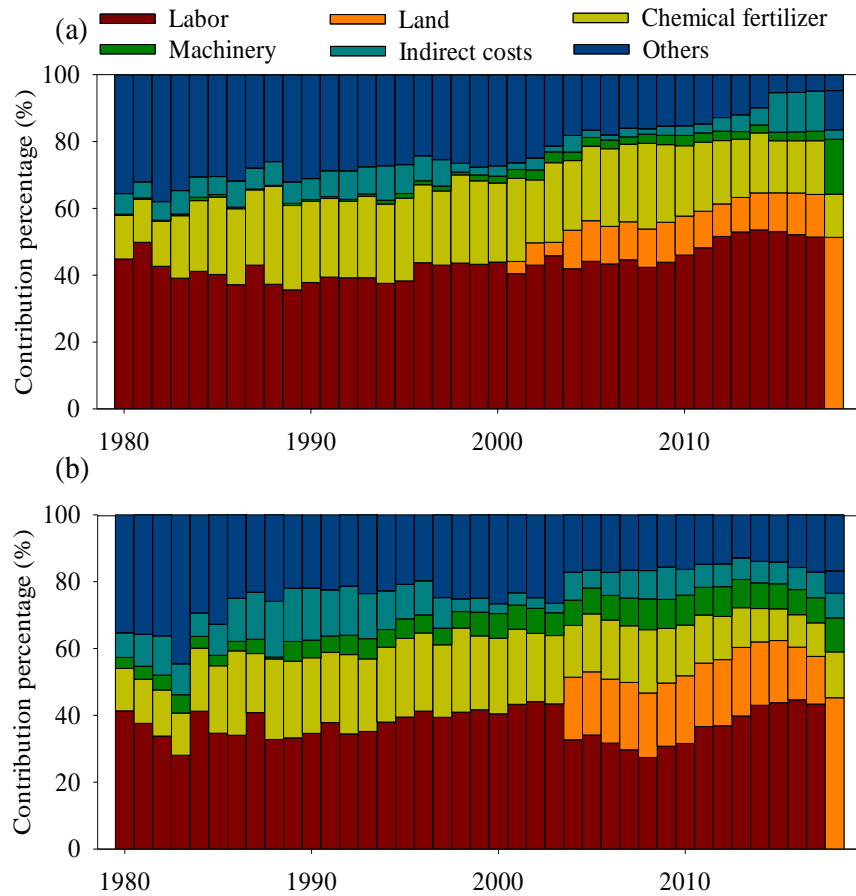 (a)
Labor
Land
Chemical fertilizer
Machinery
Indirect costs
Others
Contribution percentage (%)
100
80
60
40
20
0
1980
1990
2000
2010
(b)
Contribution percentage (%)
100
80
60
40
20
0
1980
1990
2000
2010